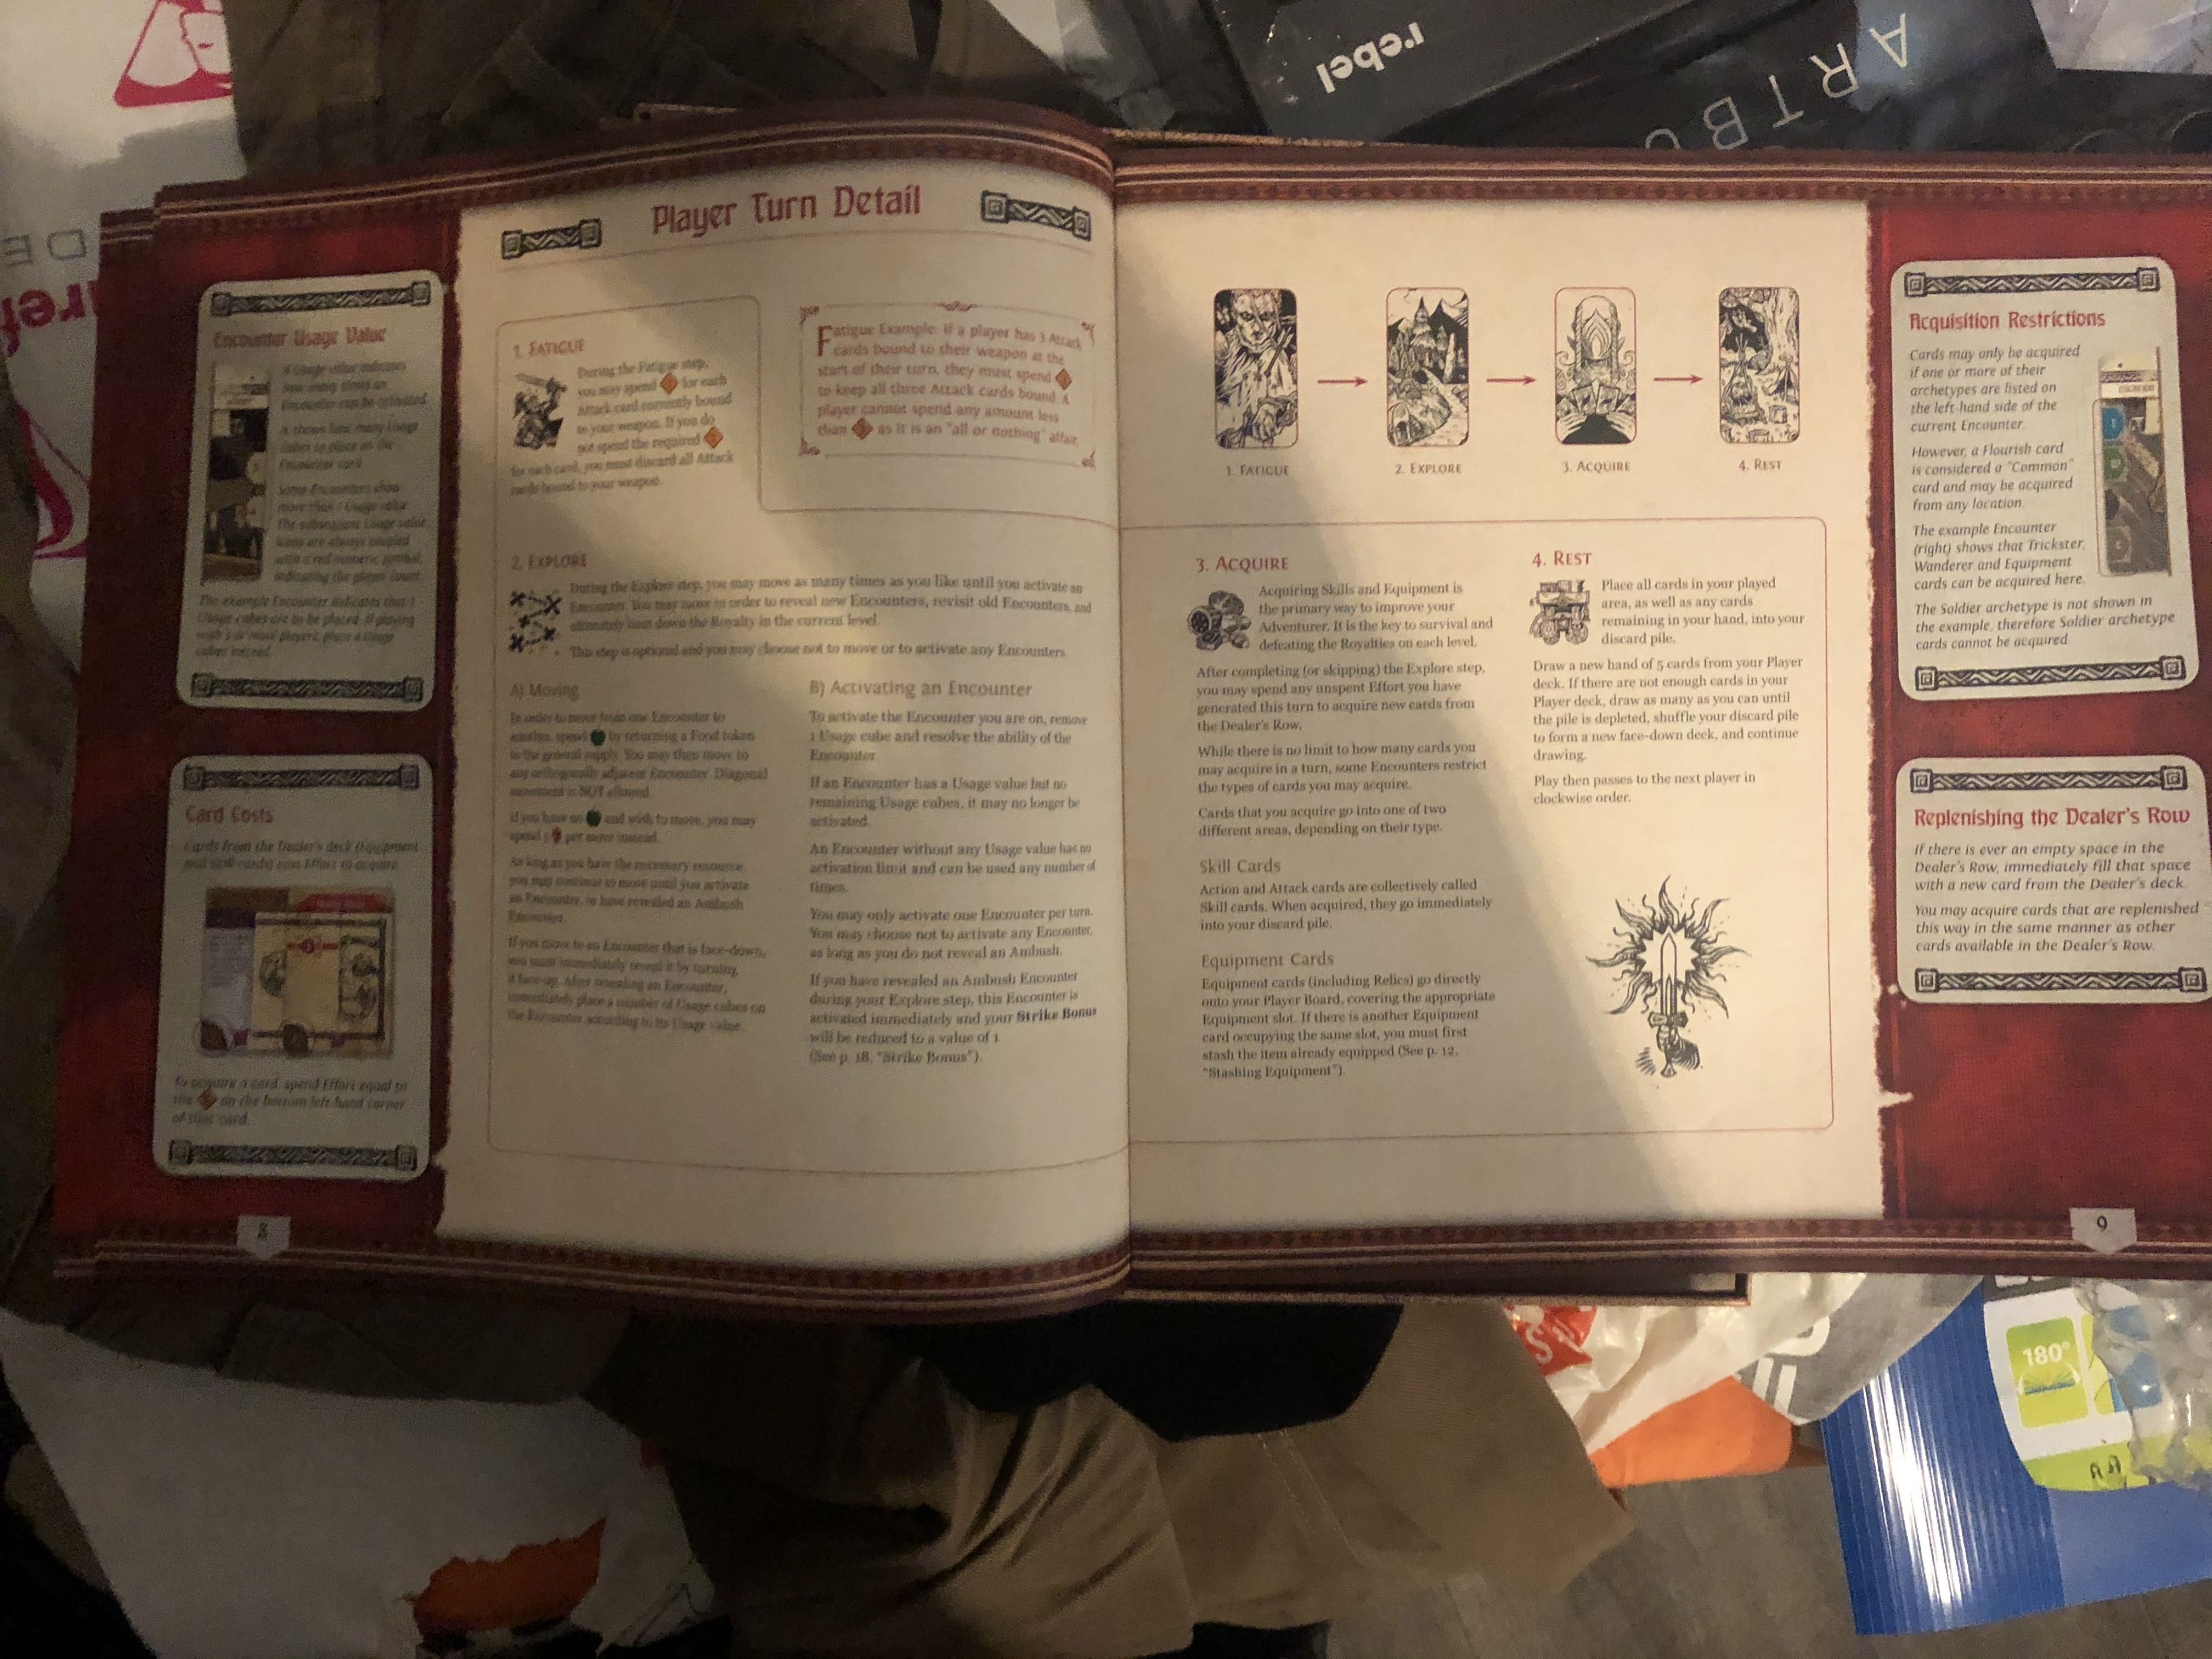 rebel
ARTBO
Player Turn Detail
Encounter Usage Value
A Usage value indicates
how many times an
Encounter can be activated.
It shows how many Usage
cubes to place on the
Encounter card.
Some Encounters show
more than 1 Usage value.
The subsequent Usage value
icons are always coupled
with a red numeric symbol,
indicating the player count.
The example Encounter indicates that
Usage cubes are to be placed. If playing
with or more players, place 4 Usage
cubes instead.
Card Costs
Cards from the Dealer's deck (Equipment
and skill cards) cost Effort to acquire.
To acquire a card, spend Effort equal to
the on the bottom left-hand corner
of that card.
8
1. FATIGUE
During the Fatigue step,
you may spend for each
Attack card currently bound
to your weapon. If you do
not spend the required
for each card, you must discard all Attack
cards bound to your weapon.
Fatigue Example: If a player has 3 Attack
cards bound to their weapon at the
start of their turn, they must spend
to keep all three Attack cards bound. A
player cannot spend any amount less
than as it is an "all or nothing" affair.
2. EXPLORE
During the Explore step, you may move as many times as you like until you activate an
Encounter. You may move in order to reveal new Encounters, revisit old Encounters, and
ultimately hunt down the Royalty in the current level.
This step is optional and you may choose not to move or to activate any Encounters.
A) Moving
In order to move from one Encounter to
another, spend by returning a Food token
to the general supply. You may then move to
any orthogonally adjacent Encounter. Diagonal
movement is NOT allowed.
If you have no and wish to move, you may
spend 1 per move instead.
As long as you have the necessary resource,
you may continue to move until you activate
an Encounter, or have revealed an Ambush
Encounter.
If you move to an Encounter that is face-down,
you must immediately reveal it by turning
it face-up. After revealing an Encounter,
immediately place a number of Usage cubes on
the Encounter according to its Usage value.
B) Activating an Encounter
To activate the Encounter you are on, remove
1 Usage cube and resolve the ability of the
Encounter.
If an Encounter has a Usage value but no
remaining Usage cubes, it may no longer be
activated.
An Encounter without any Usage value has no
activation limit and can be used any number of
times.
You may only activate one Encounter per turn.
You may choose not to activate any Encounter,
as long as you do not reveal an Ambush.
If you have revealed an Ambush Encounter
during your Explore step, this Encounter is
activated immediately and your Strike Bonus
will be reduced to a value of 1
(See p. 18, "Strike Bonus").
1. FATIGUE
2. EXPLORE
3. ACQUIRE
4. REST
3. ACQUIRE
Acquiring Skills and Equipment is
the primary way to improve your
Adventurer. It is the key to survival and
defeating the Royalties on each level.
After completing (or skipping) the Explore step,
you may spend any unspent Effort you have
generated this turn to acquire new cards from
the Dealer's Row.
While there is no limit to how many cards you
may acquire in a turn, some Encounters restrict
the types of cards you may acquire.
Cards that you acquire go into one of two
different areas, depending on their type.
Skill Cards
Action and Attack cards are collectively called
Skill cards. When acquired, they go immediately
into your discard pile.
Equipment Cards
Equipment cards (including Relics) go directly
onto your Player Board, covering the appropriate
Equipment slot. If there is another Equipment
card occupying the same slot, you must first
stash the item already equipped (See p. 12,
"Stashing Equipment").
4. REST
Place all cards in your played
area, as well as any cards
remaining in your hand, into your
discard pile.
Draw a new hand of 5 cards from your Player
deck. If there are not enough cards in your
Player deck, draw as many as you can until
the pile is depleted, shuffle your discard pile
to form a new face-down deck, and continue
drawing.
Play then passes to the next player in
clockwise order.
Acquisition Restrictions
Cards may only be acquired
if one or more of their
archetypes are listed on
the left-hand side of the
current Encounter.
However, a Flourish card
is considered a "Common"
card and may be acquired
from any location.
The example Encounter
(right) shows that Trickster,
Wanderer and Equipment
cards can be acquired here.
The Soldier archetype is not shown in
the example, therefore Soldier archetype
cards cannot be acquired.
Replenishing the Dealer's Row
If there is ever an empty space in the
Dealer's Row, immediately fill that space
with a new card from the Dealer's deck.
You may acquire cards that are replenished
this way in the same manner as other
cards available in the Dealer's Row.
9
180°